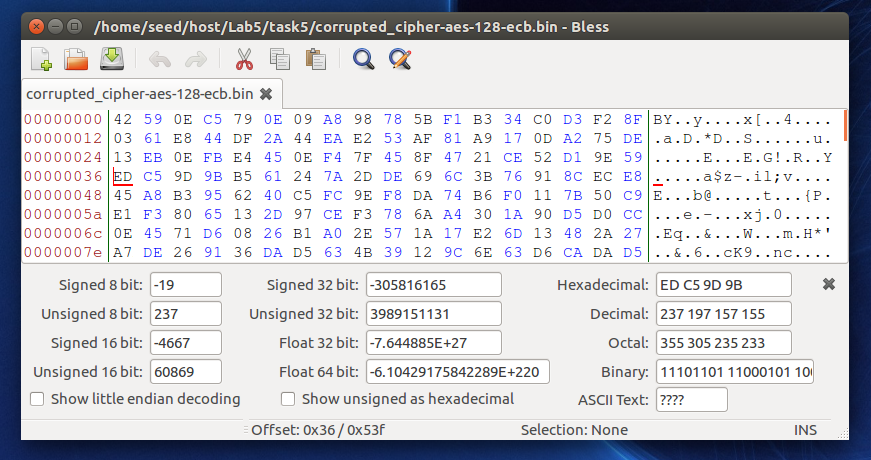 /home/seed/host/Lab5/task5/corrupted_cipher-aes-128-ecb.bin - Bless
corrupted_cipher-aes-128-ecb.bin
00000000 42 59 0E C5 79 0E 09 A8 98 78 5B F1 B3 34 C0 D3 F2 8F BY..y....x[..4....
00000012 03 61 E8 44 DF 2A 44 EA E2 53 AF 81 A9 17 0D A2 75 DE .a.D.*D..S......u.
00000024 13 EB 0E FB E4 45 0E F4 7F 45 8F 47 21 CE 52 D1 9E 59 .....E...E.G!.R..Y
00000036 ED C5 9D 9B B5 61 24 7A 2D DE 69 6C 3B 76 91 8C EC E8 .....a$z-.il;v....
00000048 45 A8 B3 95 62 40 C5 FC 9E F8 DA 74 B6 F0 11 7B 50 C9 E...b@.....t...{P.
0000005a E1 F3 80 65 13 2D 97 CE F3 78 6A A4 30 1A 90 D5 D0 CC ...e.-...xj.0.....
0000006c 0E 45 71 D6 08 26 B1 A0 2E 57 1A 17 E2 6D 13 48 2A 27 .Eq..&...W...m.H*'
0000007e A7 DE 26 91 36 DA D5 63 4B 39 12 9C 6E 63 D6 CA DA D5 ..&.6..cK9..nc....
Signed 8 bit: -19 Signed 32 bit: -305816165 Hexadecimal: ED C5 9D 9B
Unsigned 8 bit: 237 Unsigned 32 bit: 3989151131 Decimal: 237 197 157 155
Signed 16 bit: -4667 Float 32 bit: -7.644885E+27 Octal: 355 305 235 233
Unsigned 16 bit: 60869 Float 64 bit: -6.10429175842289E+220 Binary: 11101101 11000101 10
Show little endian decoding Show unsigned as hexadecimal ASCII Text: ????
Offset: 0x36 / 0x53f Selection: None INS